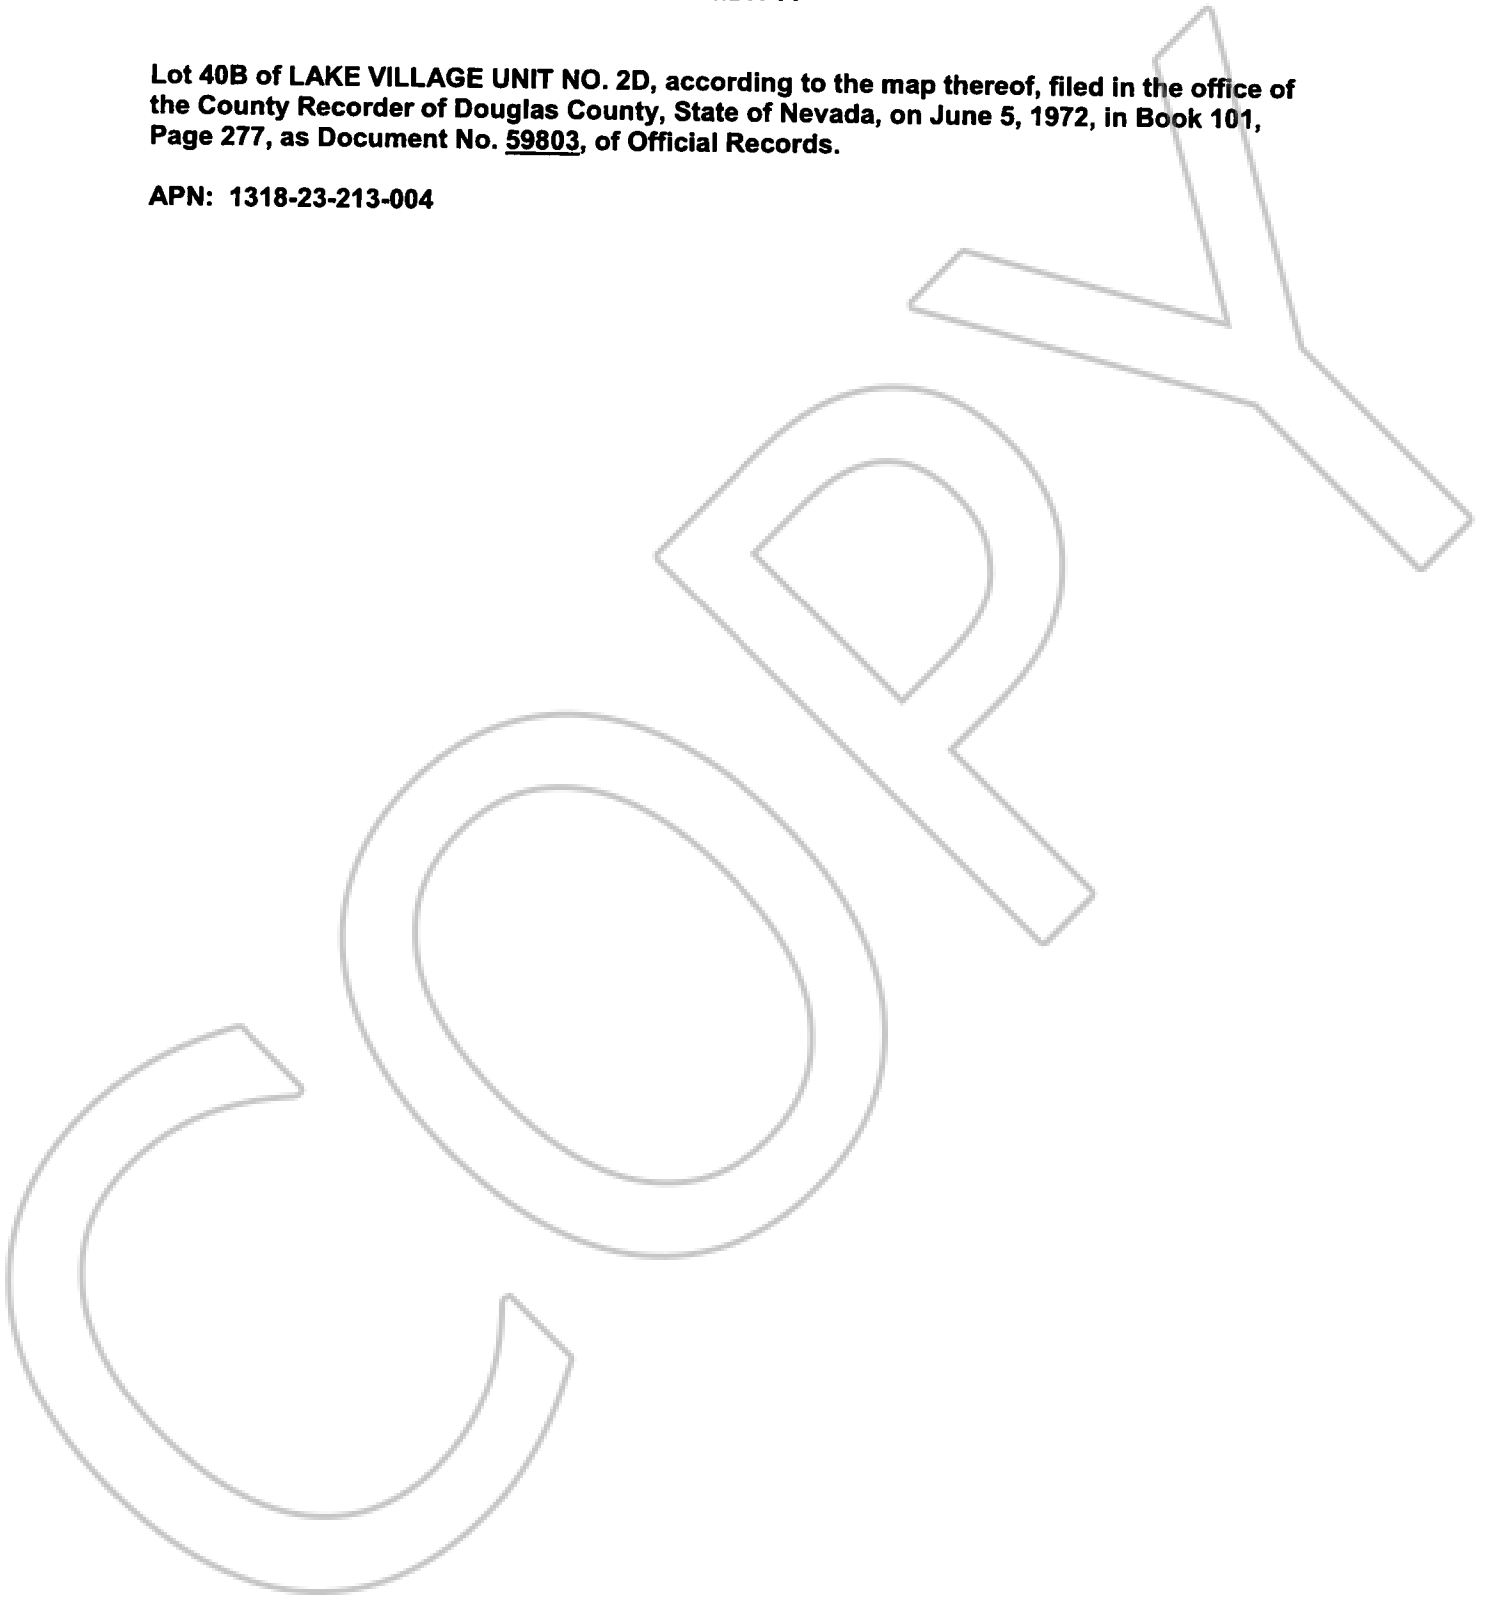 Lot 40B of LAKE VILLAGE UNIT NO. 2D, according to the map thereof, filed in the office of
the County Recorder of Douglas County, State of Nevada, on June 5, 1972, in Book 101,
Page 277, as Document No. 59803, of Official Records.
APN: 1318-23-213-004
COPY